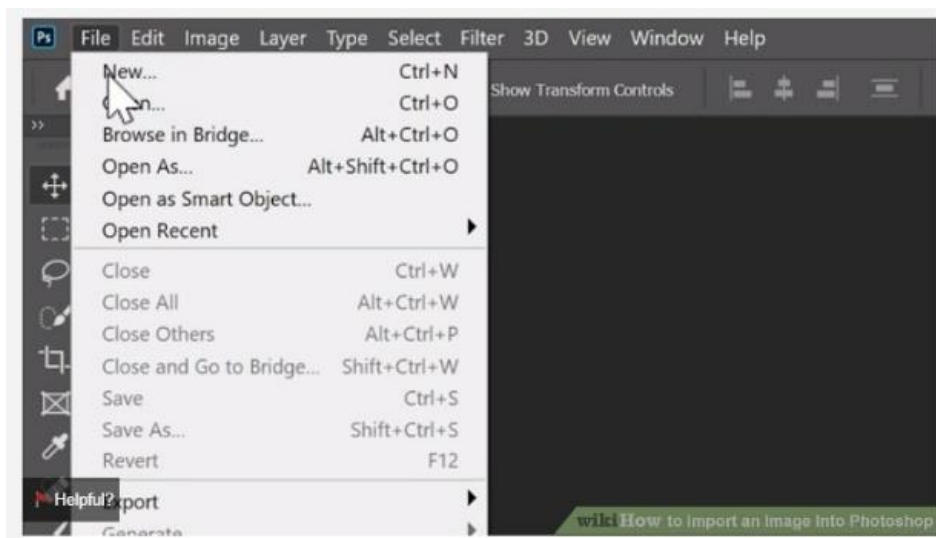 Ps File Edit Image Layer Type Select Filter 3D View Window Help
New... Ctrl+N
Show Transform Controls
Ctrl+O
Browse in Bridge... Alt+Ctrl+O
Open As... Alt+Shift+Ctrl+O
Open as Smart Object...
Open Recent
Close Ctrl+W
Close All Alt+Ctrl+W
Close Others Alt+Ctrl+P
Close and Go to Bridge... Shift+Ctrl+W
Save Ctrl+S
Save As... Shift+Ctrl+S
Revert F12
Helpful?
Export
Generate
wikiHow to Import an Image Into Photoshop